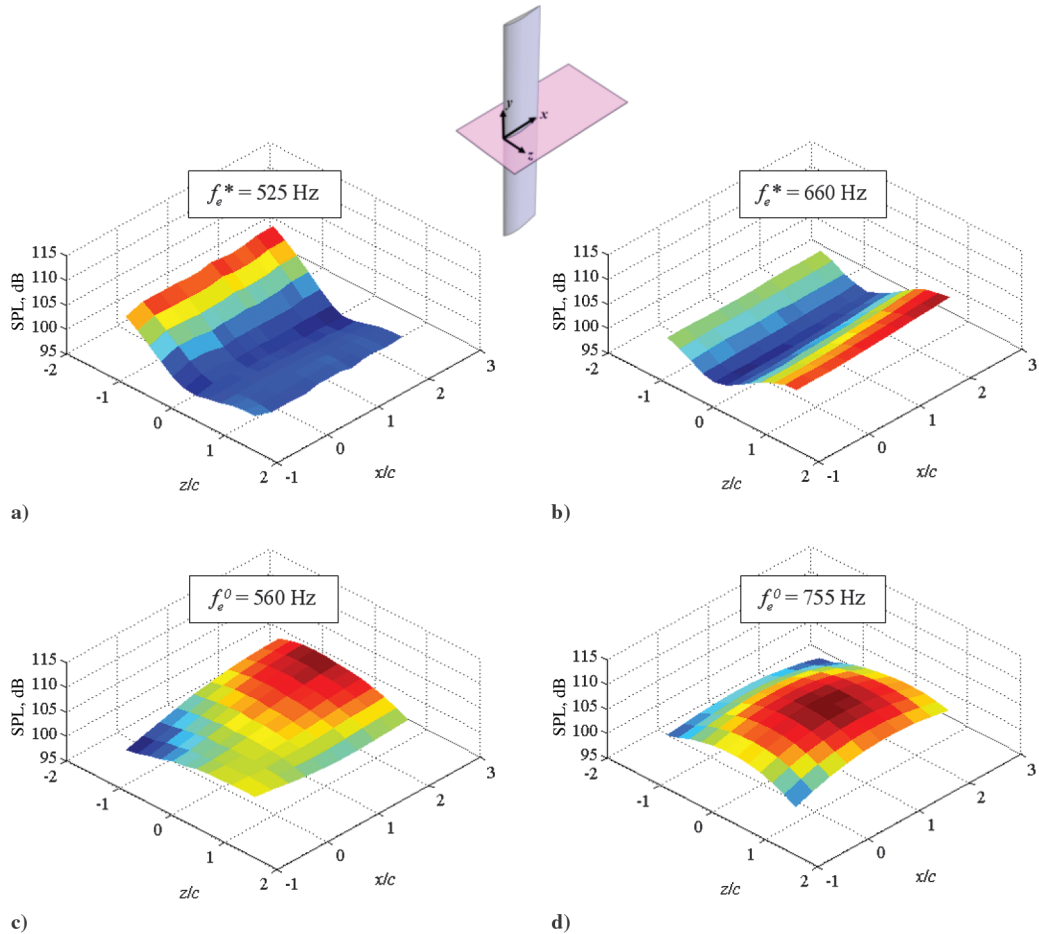 y
x
z
f_e* = 525 Hz
SPL, dB
115
110
105
100
95
-2
-1
0
1
2
z/c
-1
0
1
2
3
x/c
a)
f_e* = 660 Hz
SPL, dB
115
110
105
100
95
-2
-1
0
1
2
z/c
-1
0
1
2
3
x/c
b)
f_e^0 = 560 Hz
SPL, dB
115
110
105
100
95
-2
-1
0
1
2
z/c
-1
0
1
2
3
x/c
c)
f_e^0 = 755 Hz
SPL, dB
115
110
105
100
95
-2
-1
0
1
2
z/c
-1
0
1
2
3
x/c
d)